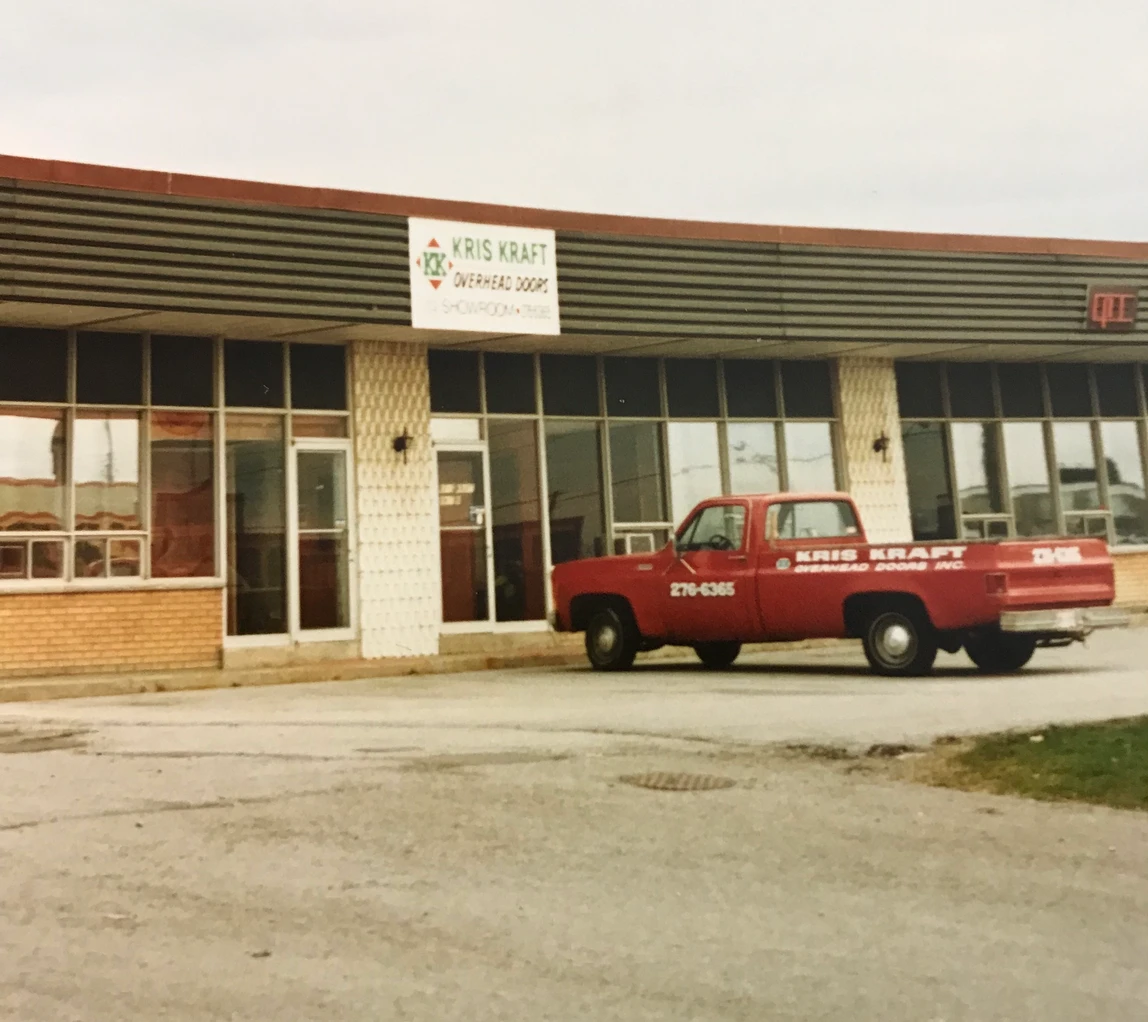 KK
KRIS KRAFT
OVERHEAD DOORS
SHOWROOM
KRIS KRAFT
OVERHEAD DOORS INC.
276-6365